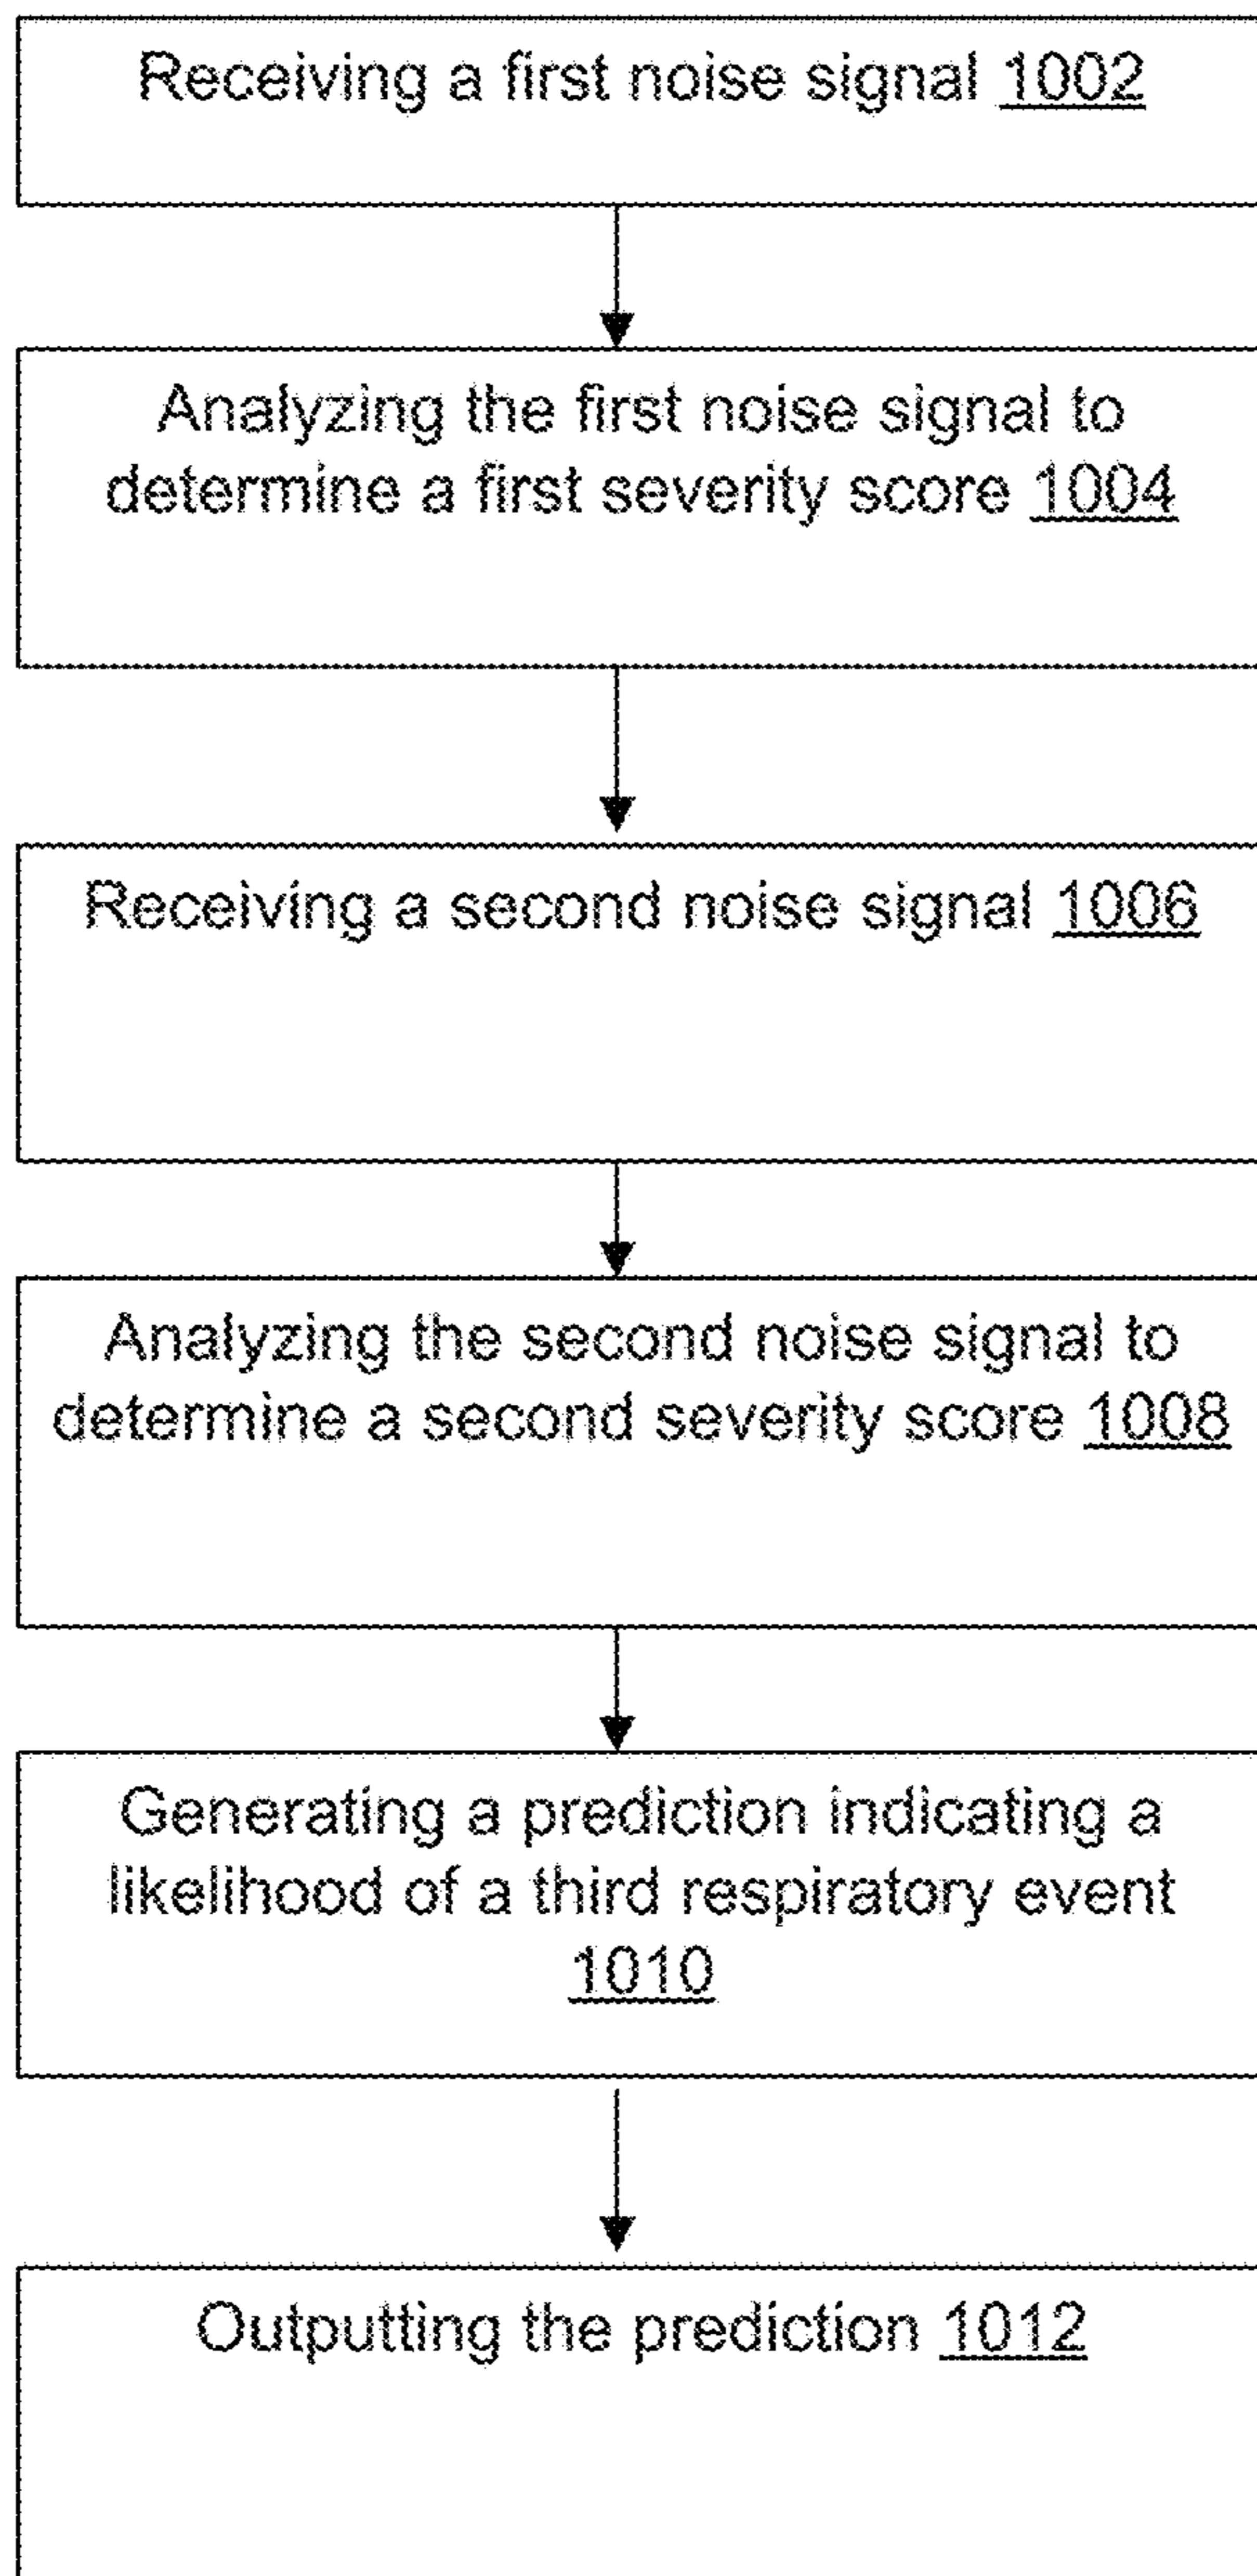 Receiving a first noise signal 1002
Analyzing the first noise signal to
determine a first severity score 1004
Receiving a second noise signal 1006
Analyzing the second noise signal to
determine a second severity score 1008
Generating a prediction indicating a
likelihood of a third respiratory event
1010
Outputting the prediction 1012